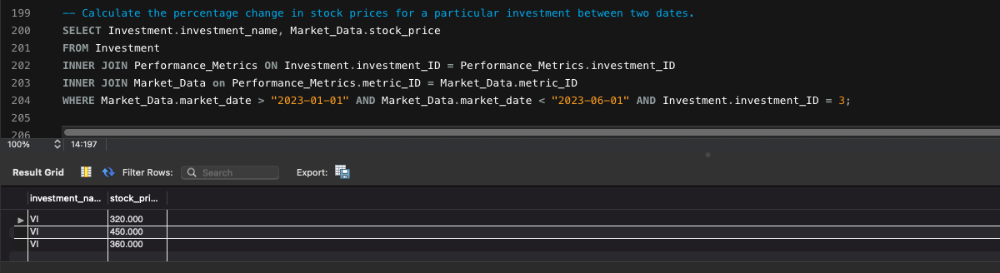 199 -- Calculate the percentage change in stock prices for a particular investment between two dates.
200 SELECT Investment.investment_name, Market_Data.stock_price
201 FROM Investment
202 INNER JOIN Performance_Metrics ON Investment.investment_ID = Performance_Metrics.investment_ID
203 INNER JOIN Market_Data on Performance_Metrics.metric_ID = Market_Data.metric_ID
204 WHERE Market_Data.market_date > "2023-01-01" AND Market_Data.market_date < "2023-06-01" AND Investment.investment_ID = 3;
205
206
100% 14:197
Result Grid Filter Rows: Search Export:
investment_na... stock_pri...
VI 320.000
VI 450.000
VI 360.000